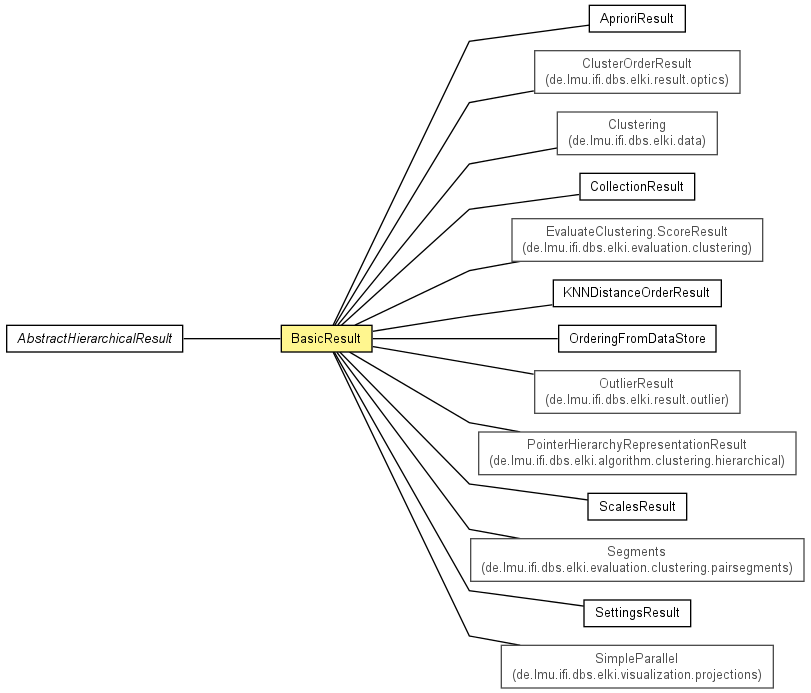 AprioriResult
ClusterOrderResult
(de.lmu.ifi.dbs.elki.result.optics)
Clustering
(de.lmu.ifi.dbs.elki.data)
CollectionResult
EvaluateClustering.ScoreResult
(de.lmu.ifi.dbs.elki.evaluation.clustering)
KNNDistanceOrderResult
AbstractHierarchicalResult
BasicResult
OrderingFromDataStore
OutlierResult
(de.lmu.ifi.dbs.elki.result.outlier)
PointerHierarchyRepresentationResult
(de.lmu.ifi.dbs.elki.algorithm.clustering.hierarchical)
ScalesResult
Segments
(de.lmu.ifi.dbs.elki.evaluation.clustering.pairsegments)
SettingsResult
SimpleParallel
(de.lmu.ifi.dbs.elki.visualization.projections)